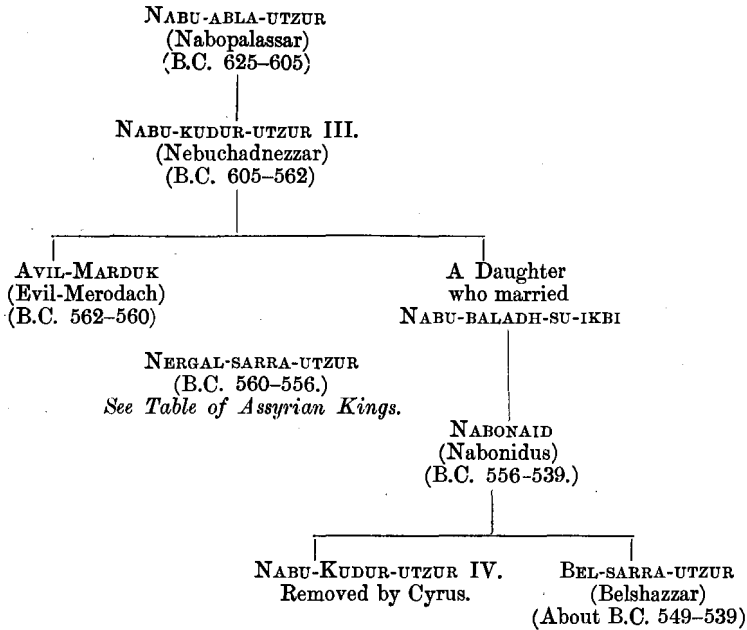 NABU-ABLA-UTZUR
(Nabopalassar)
(B.C. 625–605)
NABU-KUDUR-UTZUR III.
(Nebuchadnezzar)
(B.C. 605–562)
AVIL-MARDUK
(Evil-Merodach)
(B.C. 562–560)
A Daughter
who married
NABU-BALADH-SU-IKBI
NERGAL-SARRA-UTZUR
(B.C. 560–556.)
See Table of Assyrian Kings.
NABONAID
(Nabonidus)
(B.C. 556–539.)
NABU-KUDUR-UTZUR IV.
Removed by Cyrus.
BEL-SARRA-UTZUR
(Belshazzar)
(About B.C. 549–539)